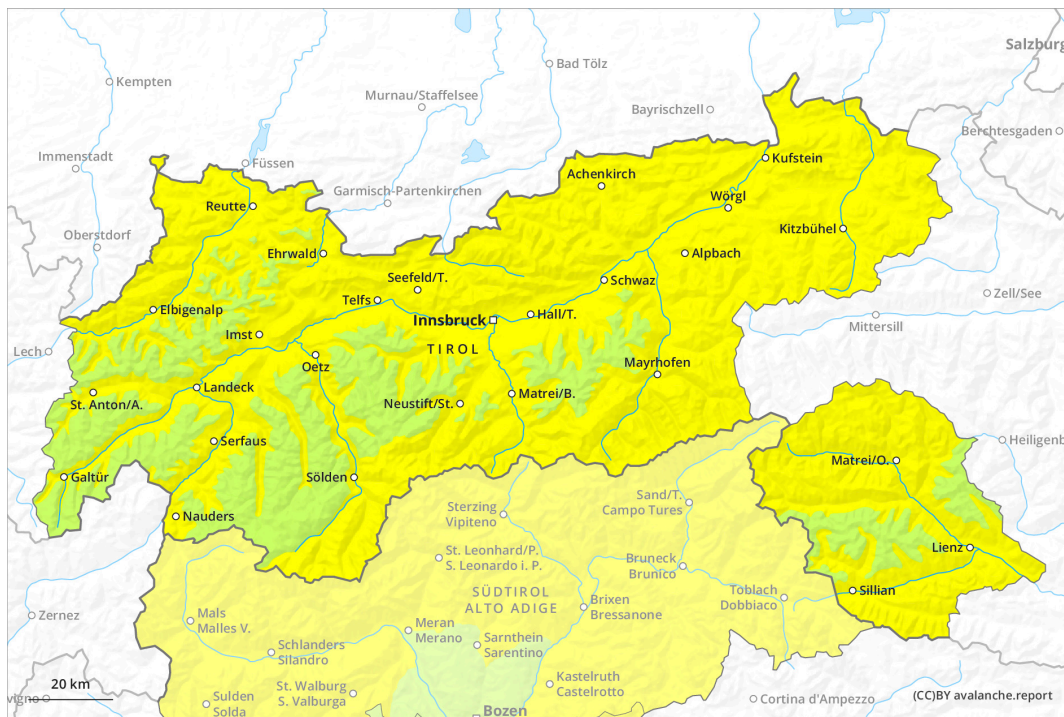 Salzburg
Kempten
Bad Tölz
Murnau/Staffelsee
Bayrischzell
Berchtesgaden
Immenstadt
Füssen
Kufstein
Achenkirch
Garmisch-Partenkirchen
Reutte
Wörgl
Oberstdorf
Kitzbühel
Ehrwald
Alpbach
Seefeld/T.
Schwaz
Zell/See
Telfs
Elbigenalp
Hall/T.
Innsbruck
Mittersill
Imst
Lech
TIROL
Oetz
Mayrhofen
Landeck
St. Anton/A.
Neustift/St.
Matrei/B.
Serfaus
Heiligenb
Matrei/O.
Galtür
Sölden
Sand/T.
Campo Tures
Sterzing
Vipiteno
Nauders
Lienz
St. Leonhard/P.
S. Leonardo i. P.
Bruneck
Brunico
SÜDTIROL
ALTO ADIGE
Sillian
Toblach
Dobbiaco
Brixen
Bressanone
Zernez
Mals
Malles V.
Meran
Merano
Sarnthein
Sarentino
Schlanders
Silandro
20 km
St. Walburg
S. Valburga
Kastelruth
Castelrotto
vigno
Sulden
Solda
Cortina d'Ampezzo
(CC)BY avalanche.report
Bozen